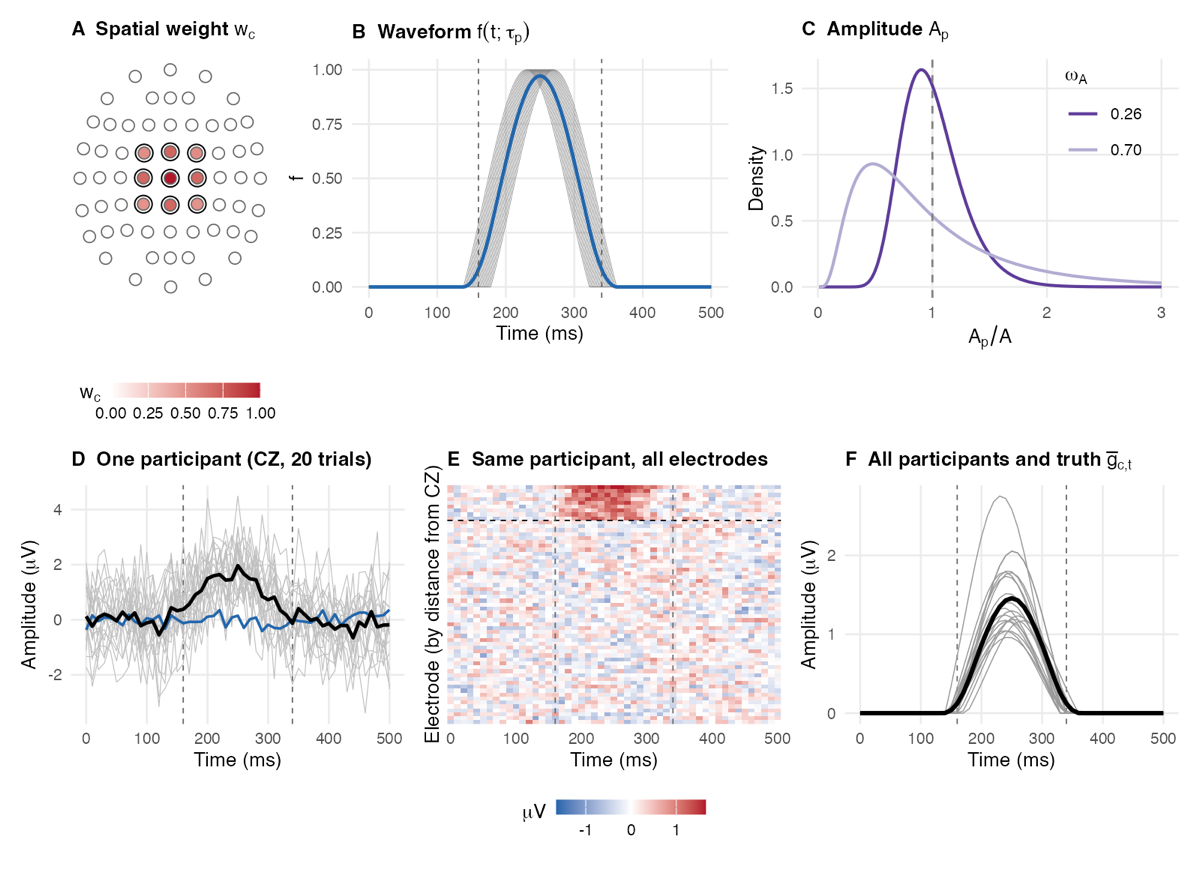 A Spatial weight w_c
B Waveform f(t; τ_p)
C Amplitude A_p
1.00
0.75
0.50
0.25
0.00
f
0 100 200 300 400 500
Time (ms)
1.5
1.0
0.5
0.0
Density
ω_A
0.26
0.70
0 1 2 3
A_p/A
w_c
0.00 0.25 0.50 0.75 1.00
D One participant (CZ, 20 trials)
E Same participant, all electrodes
F All participants and truth g̅_c,t
4
2
0
-2
Amplitude (μV)
0 100 200 300 400 500
Time (ms)
Electrode (by distance from CZ)
0 100 200 300 400 500
Time (ms)
2
1
0
Amplitude (μV)
0 100 200 300 400 500
Time (ms)
μV
-1 0 1